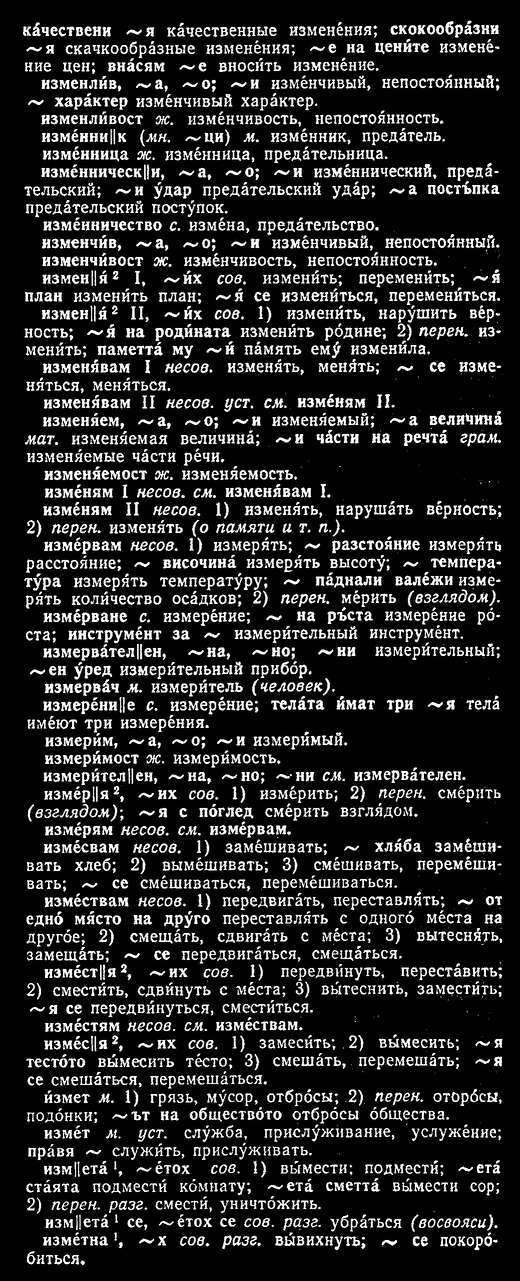 ка́чествени ~я ка́чественные измене́ния; скокообра́зни
~я скачкообра́зные измене́ния; ~е на цени́те измене́-
ние цен; вна́сям ~е вноси́ть измене́ние.
изменли́в, ~а, ~о; ~и изме́нчивый, непостоя́нный;
~ хара́ктер изме́нчивый хара́ктер.
изменли́вост ж. изме́нчивость, непостоя́нность.
изме́нни||к (мн. ~ци) м. изме́нник, преда́тель.
изме́нница ж. изме́нница, преда́тельница.
изме́нническ||и, ~а, ~о; ~и изме́ннический, преда́-
тельский; ~и у́дар преда́тельский уда́р; ~а постъ́пка
преда́тельский посту́пок.
изме́нничество с. изме́на, преда́тельство.
изменчи́в, ~а, ~о; ~и изме́нчивый, непостоя́нный.
изменчи́вост ж. изме́нчивость, непостоя́нность.
измен||я́² I, ~и́х сов. измени́ть; перемени́ть; ~я́
план измени́ть план; ~я́ се измени́ться, перемени́ться.
измен||я́² II, ~и́х сов. 1) измени́ть, нару́шить ве́р-
ность; ~я́ на роди́ната измени́ть ро́дине; 2) перен. из-
мени́ть; паметта́ му ~и́ па́мять ему́ измени́ла.
изменя́вам I несов. изменя́ть, меня́ть; ~ се изме-
ня́ться, меня́ться.
изменя́вам II несов. уст. см. изме́ням II.
изменя́ем, ~а, ~о; ~и изменя́емый; ~а величина́
мат. изменя́емая величина́; ~и ча́сти на речта́ грам.
изменя́емые ча́сти ре́чи.
изменя́емост ж. изменя́емость.
изме́ням I несов. см. изменя́вам I.
изме́ням II несов. 1) изменя́ть, наруша́ть ве́рность;
2) перен. изменя́ть (о памяти и т. п.).
изме́рвам несов. 1) измеря́ть; ~ разстоя́ние измеря́ть
расстоя́ние; ~ височина́ измеря́ть высоту́; ~ темпера-
ту́ра измеря́ть температу́ру; ~ па́днали вале́жи изме-
ря́ть коли́чество оса́дков; 2) перен. ме́рить (взглядом).
изме́рване с. измере́ние; ~ на ръ́ста измере́ние ро́-
ста; инструме́нт за ~ измери́тельный инструме́нт.
измерва́тел||ен, ~на, ~но; ~ни измери́тельный;
~ен у́ред измери́тельный прибо́р.
измерва́ч м. измери́тель (человек).
измере́ни||е с. измере́ние; тела́та и́мат три ~я тела́
име́ют три измере́ния.
измери́м, ~а, ~о; ~и измери́мый.
измери́мост ж. измери́мость.
измери́тел||ен, ~на, ~но; ~ни см. измерва́телен.
изме́р||я², ~их сов. 1) изме́рить; 2) перен. сме́рить
(взглядом); ~я с по́глед сме́рить взгля́дом.
изме́рям несов. см. изме́рвам.
изме́свам несов. 1) заме́шивать; ~ хля́ба заме́ши-
вать хлеб; 2) выме́шивать; 3) сме́шивать, переме́ши-
вать; ~ се сме́шиваться, переме́шиваться.
изме́ствам несов. 1) передвига́ть, переставля́ть; ~ от
едно́ мя́сто на дру́го переставля́ть с одного́ ме́ста на
друго́е; 2) смеща́ть, сдвига́ть с ме́ста; 3) вытесня́ть,
замеща́ть; ~ се передвига́ться, смеща́ться.
изме́ст||я², ~их сов. 1) передви́нуть, переста́вить;
2) смести́ть, сдви́нуть с ме́ста; 3) вы́теснить, замести́ть;
~я се передви́нуться, смести́ться.
изме́стям несов. см. изме́ствам.
изме́с||я², ~их сов. 1) замеси́ть; 2) вы́месить; ~я
тесто́то вы́месить те́сто; 3) смеша́ть, перемеша́ть; ~я
се смеша́ться, перемеша́ться.
и́змет м. 1) грязь, му́сор, отбро́сы; 2) перен. отбро́сы,
подо́нки; ~ът на общество́то отбро́сы о́бщества.
изме́т м. уст. слу́жба, прислу́живание, услуже́ние;
пра́вя ~ служи́ть, прислу́живать.
изм||ета́¹, ~е́тох сов. 1) вы́мести; подмести́; ~ета́
ста́ята подмести́ ко́мнату; ~ета́ сметта́ вы́мести сор;
2) перен. разг. смести́, уничто́жить.
изм||ета́¹ се, ~е́тох се сов. разг. убра́ться (восвояси).
изме́тна¹, ~х сов. разг. вы́вихнуть; ~ се покоро́-
биться.